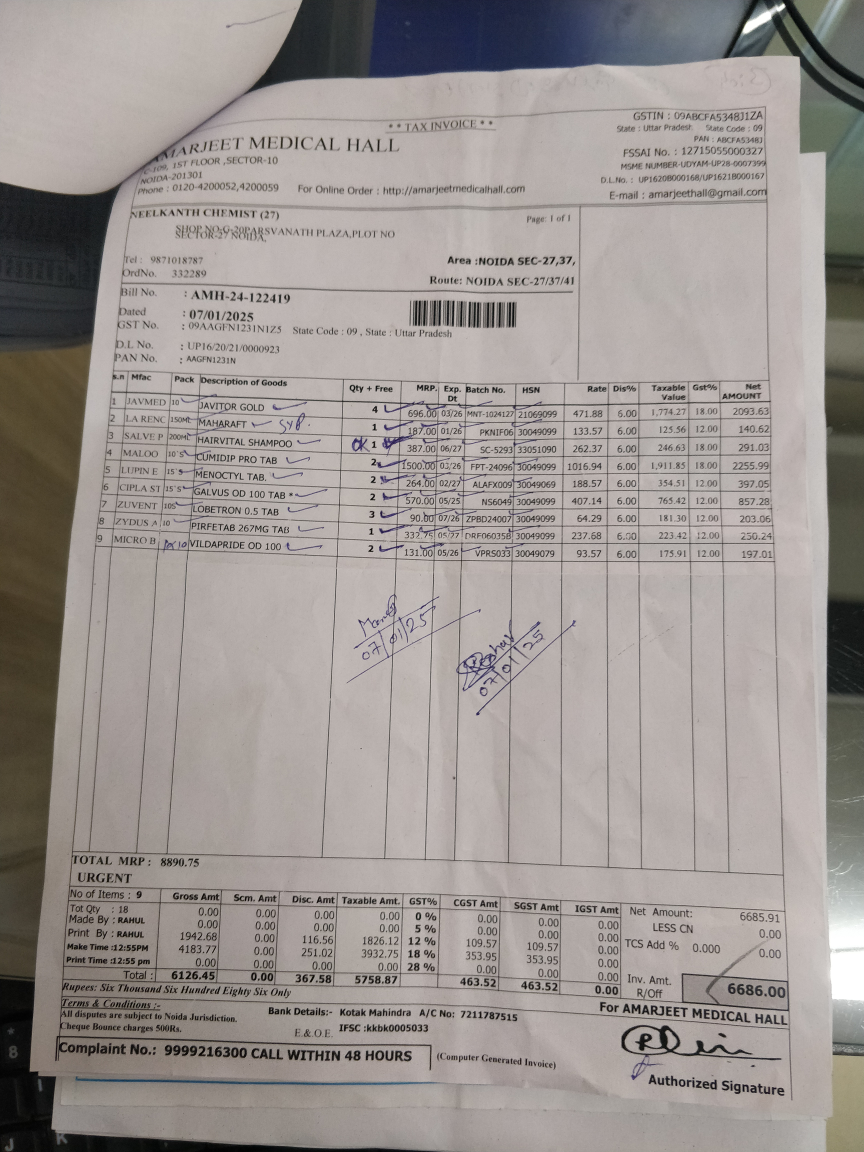 * * TAX INVOICE * *
AMARJEET MEDICAL HALL
C-109, 1ST FLOOR ,SECTOR-10
NOIDA-201301
Phone : 0120-4200052,4200059 For Online Order : http://amarjeetmedicalhall.com
GSTIN : 09ABCFA5348J1ZA
State : Uttar Pradesh State Code : 09
PAN : ABCFA5348J
FSSAI No. : 12715055000327
MSME NUMBER-UDYAM-UP28-0007399
D.L.No. : UP16208000168/UP16218000167
E-mail : amarjeethall@gmail.com
NEELKANTH CHEMIST (27) Page: 1 of 1
SHOP NO.G-20PARSVANATH PLAZA,PLOT NO
SECTOR-27 NOIDA,
Tel : 9871018787 Area :NOIDA SEC-27,37,
OrdNo. 332289 Route: NOIDA SEC-27/37/41
Bill No. : AMH-24-122419
Dated : 07/01/2025
GST No. : 09AAGFN1231N1Z5 State Code : 09 , State : Uttar Pradesh
D.L No. : UP16/20/21/0000923
PAN No. : AAGFN1231N
s.n Mfac Pack Description of Goods Qty + Free MRP. Exp. Dt Batch No. HSN Rate Dis% Taxable Value Gst% Net AMOUNT
1 JAVMED 10 JAVITOR GOLD 4 696.00 03/26 MNT-1024127 21069099 471.88 6.00 1,774.27 18.00 2093.63
2 LA RENC 150ML MAHARAFT SYP. 1 187.00 01/26 PKNIF06 30049099 133.57 6.00 125.56 12.00 140.62
3 SALVE P 200ML HAIRVITAL SHAMPOO OK 1 387.00 06/27 SC-5293 33051090 262.37 6.00 246.63 18.00 291.03
4 MALOO 10'S CUMIDIP PRO TAB 2 1500.00 03/26 FPT-24096 30049099 1016.94 6.00 1,911.85 18.00 2255.99
5 LUPIN E 15'S MENOCTYL TAB. 2 264.00 02/27 ALAFX009 30049069 188.57 6.00 354.51 12.00 397.05
6 CIPLA ST 15'S GALVUS OD 100 TAB * 2 570.00 05/25 NS6049 30049099 407.14 6.00 765.42 12.00 857.28
7 ZUVENT 10S LOBETRON 0.5 TAB 3 90.00 07/26 ZPBD24007 30049099 64.29 6.00 181.30 12.00 203.06
8 ZYDUS A 10 PIRFETAB 267MG TAB 1 332.75 05/27 DRF06035B 30049099 237.68 6.00 223.42 12.00 250.24
9 MICRO B 10 VILDAPRIDE OD 100 2 131.00 05/26 VPRS033 30049079 93.57 6.00 175.91 12.00 197.01
07/01/25
07/01/25
TOTAL MRP : 8890.75
URGENT
No of Items : 9 Gross Amt Scm. Amt Disc. Amt Taxable Amt. GST% CGST Amt SGST Amt IGST Amt
Tot Qty : 18 0.00 0.00 0.00 0.00 0 % 0.00 0.00 0.00
Made By : RAHUL 0.00 0.00 0.00 0.00 5 % 0.00 0.00 0.00
Print By : RAHUL 1942.68 0.00 116.56 1826.12 12 % 109.57 109.57 0.00
Make Time :12:55PM 4183.77 0.00 251.02 3932.75 18 % 353.95 353.95 0.00
Print Time :12:55 pm 0.00 0.00 0.00 0.00 28 % 0.00 0.00 0.00
Total : 6126.45 0.00 367.58 5758.87 463.52 463.52 0.00
Net Amount: 6685.91
LESS CN 0.00
TCS Add % 0.000 0.00
Inv. Amt. R/Off 6686.00
Rupees: Six Thousand Six Hundred Eighty Six Only
Terms & Conditions :-
All disputes are subject to Noida Jurisdiction.
Cheque Bounce charges 500Rs.
Bank Details:- Kotak Mahindra A/C No: 7211787515
E.& O.E. IFSC :kkbk0005033
For AMARJEET MEDICAL HALL
Complaint No.: 9999216300 CALL WITHIN 48 HOURS
(Computer Generated Invoice)
Authorized Signature